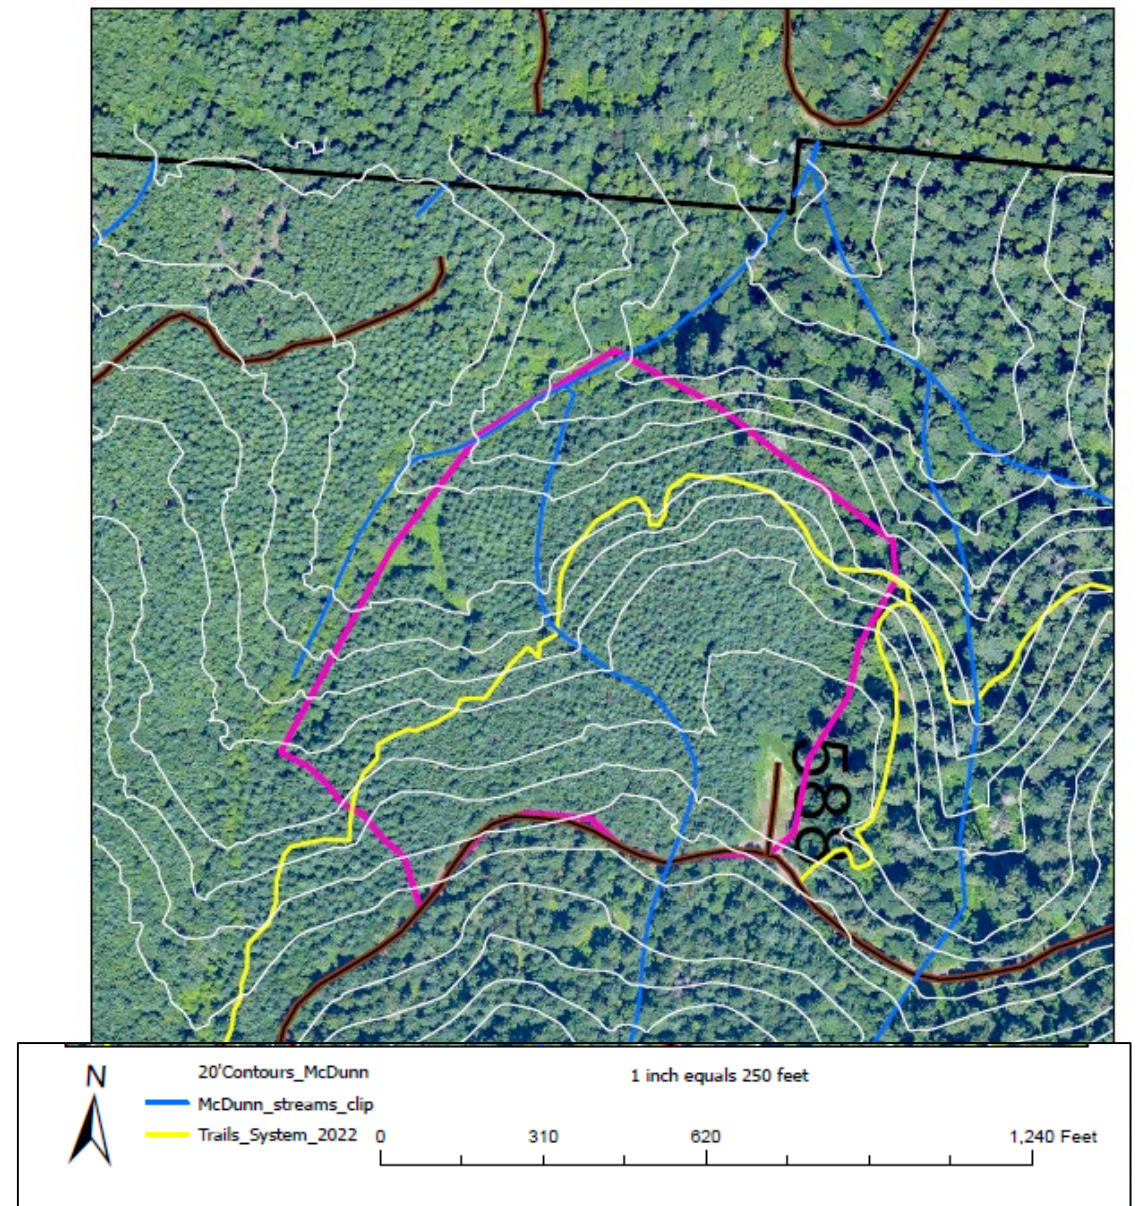 588
N
20'Contours_McDunn
1 inch equals 250 feet
McDunn_streams_clip
Trails_System_2022
0 310 620 1,240 Feet